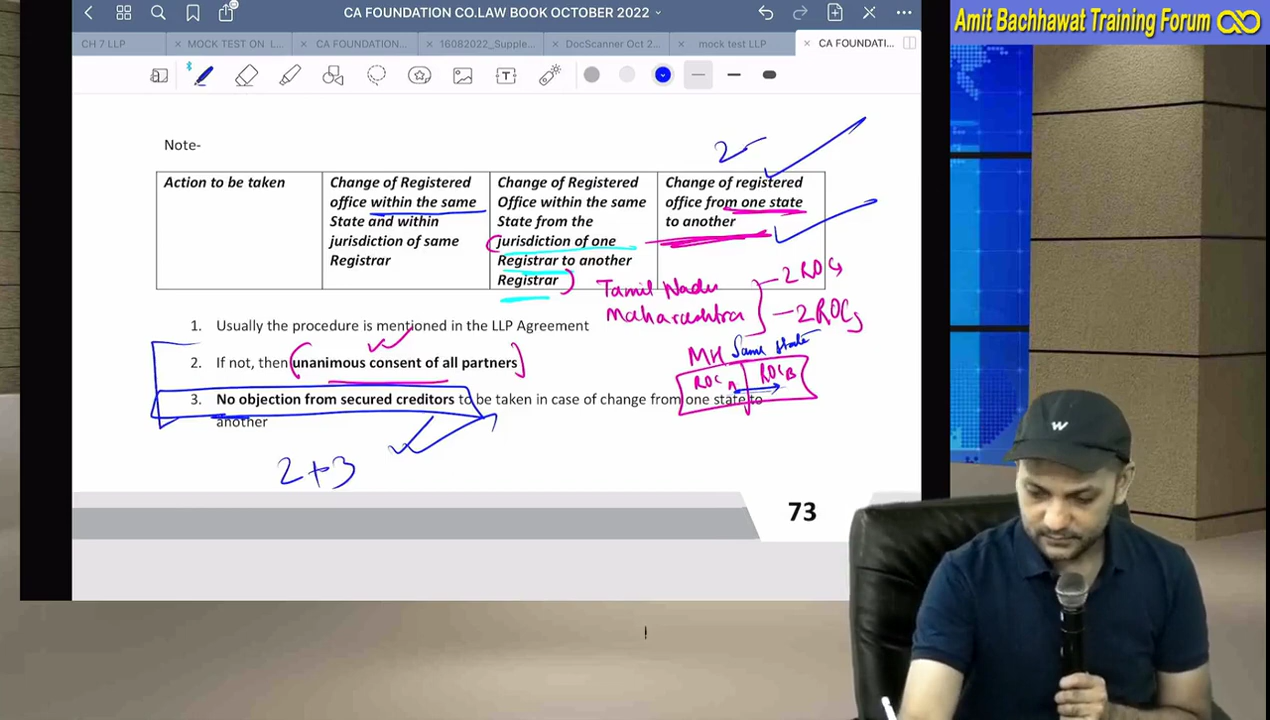 CA FOUNDATION CO.LAW BOOK OCTOBER 2022
Amit Bachhawat Training Forum
CH 7 LLP
MOCK TEST ON L...
CA FOUNDATION...
16082022_Supple...
DocScanner Oct 2...
mock test LLP
CA FOUNDATI...
Note-
Action to be taken
Change of Registered
office within the same
State and within
jurisdiction of same
Registrar
Change of Registered
Office within the same
State from the
jurisdiction of one
Registrar to another
Registrar
Change of registered
office from one state
to another
Tamil Nadu
Maharashtra
2 ROCs
2 ROCs
1. Usually the procedure is mentioned in the LLP Agreement
MH Same State
2. If not, then unanimous consent of all partners
ROC A ROC B
3. No objection from secured creditors to be taken in case of change from one state to
another
2+3
73
w